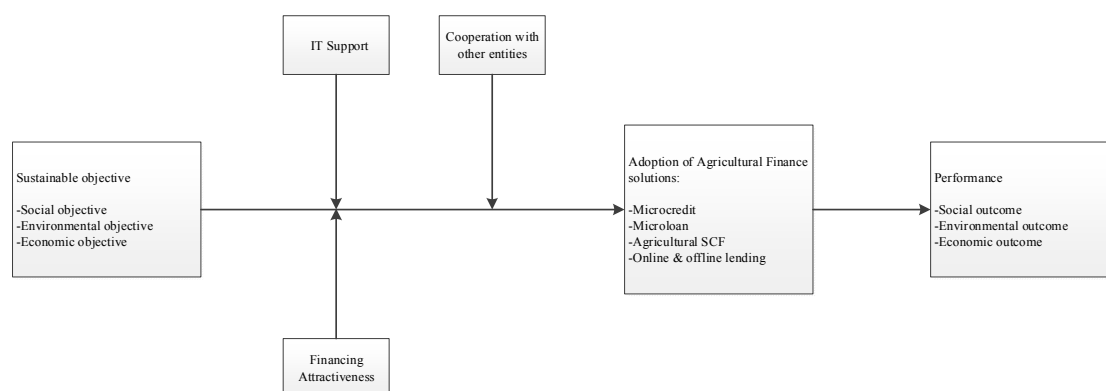 IT Support
Cooperation with
other entities
Sustainable objective
-Social objective
-Environmental objective
-Economic objective
Adoption of Agricultural Finance
solutions:
-Microcredit
-Microloan
-Agricultural SCF
-Online & offline lending
Performance
-Social outcome
-Environmental outcome
-Economic outcome
Financing
Attractiveness